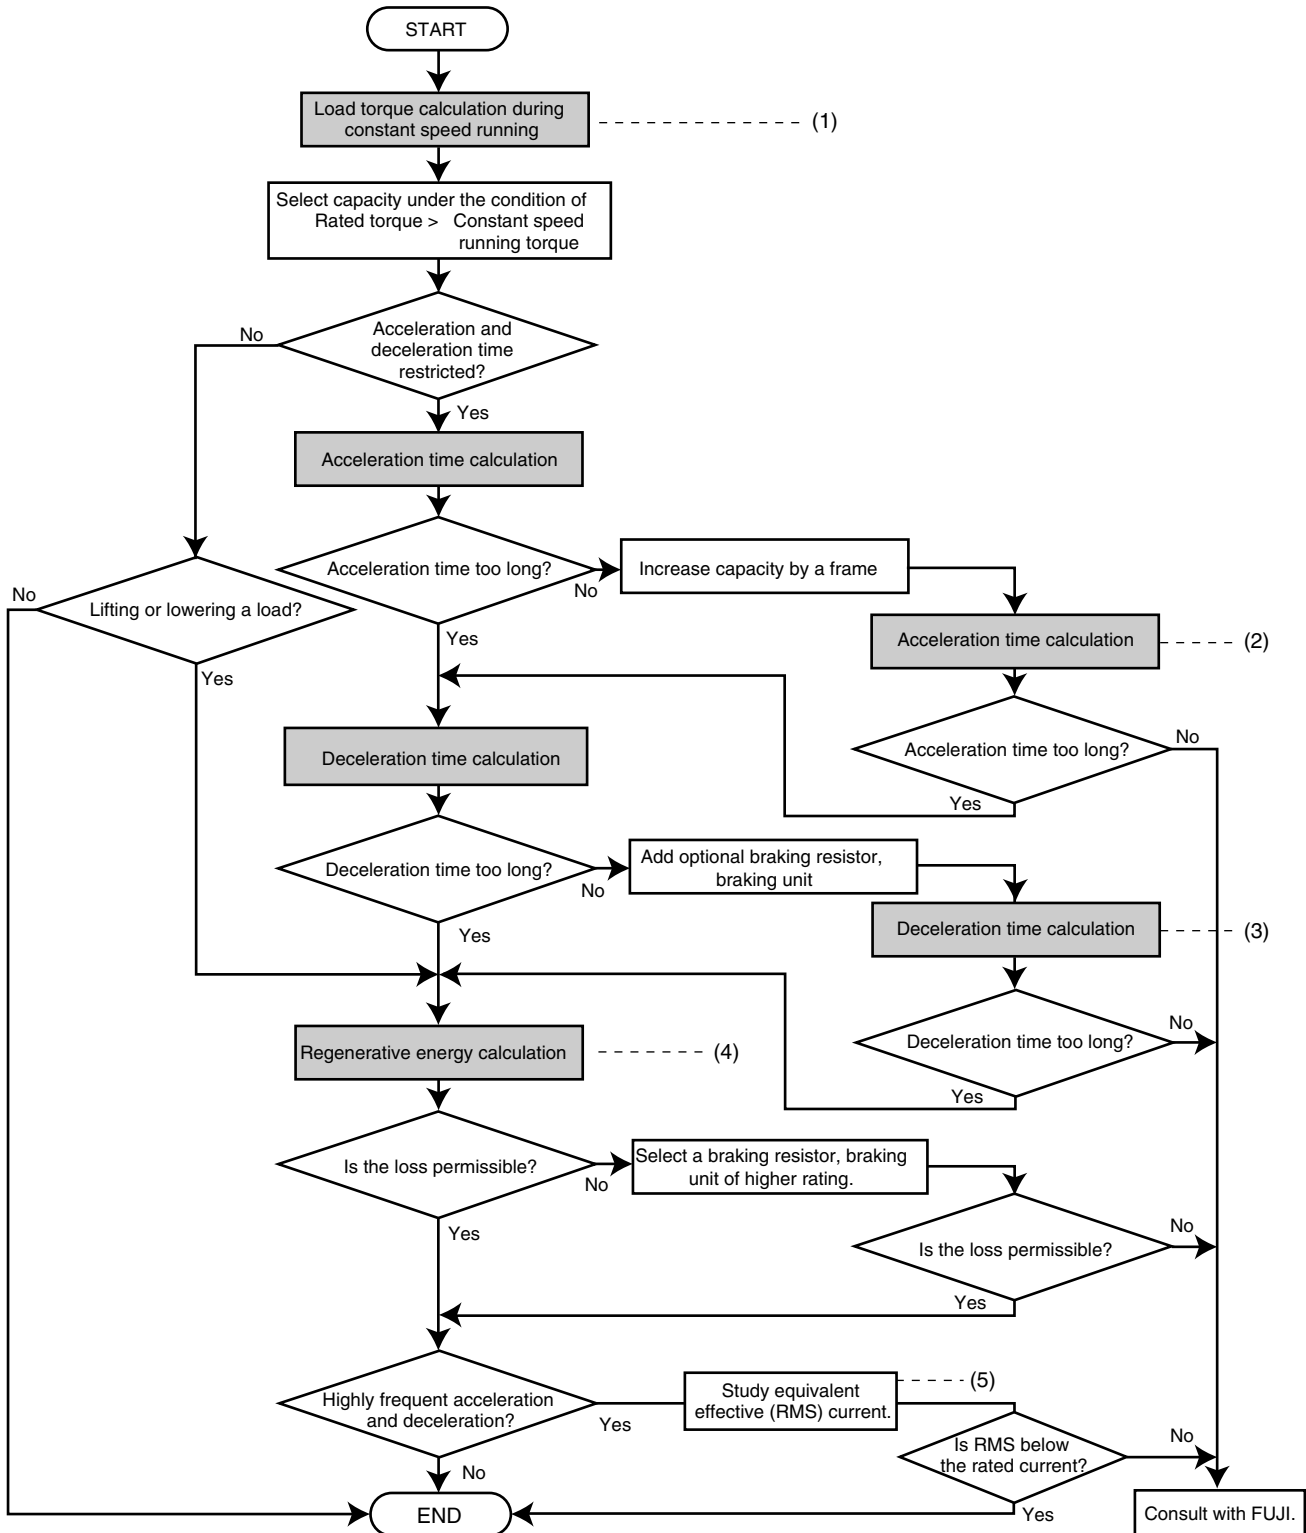 START
Load torque calculation during
constant speed running
(1)
Select capacity under the condition of
Rated torque > Constant speed
running torque
No
Acceleration and
deceleration time
restricted?
Yes
Acceleration time calculation
Acceleration time too long?
No
Increase capacity by a frame
No
Lifting or lowering a load?
Yes
Yes
Acceleration time calculation
(2)
Acceleration time too long?
No
Yes
Deceleration time calculation
Deceleration time too long?
No
Add optional braking resistor,
braking unit
Yes
Deceleration time calculation
(3)
Deceleration time too long?
No
Yes
Regenerative energy calculation
(4)
Is the loss permissible?
No
Select a braking resistor, braking
unit of higher rating.
Yes
Is the loss permissible?
No
Yes
Highly frequent acceleration
and deceleration?
Yes
Study equivalent
effective (RMS) current.
(5)
Is RMS below
the rated current?
No
Yes
No
END
Consult with FUJI.